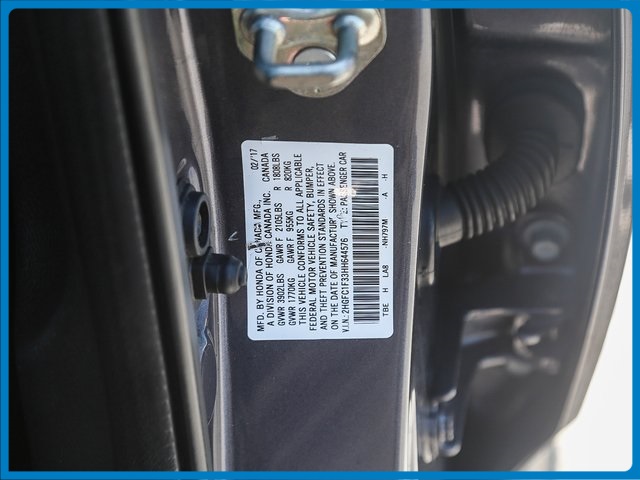 MFD. BY HONDA OF CANADA MFG., 02/17
A DIVISION OF HONDA CANADA INC. CANADA
GVWR 3902LBS GAWR F 2105LBS R 1808LBS
GVWR 1770KG GAWR F 955KG R 820KG
THIS VEHICLE CONFORMS TO ALL APPLICABLE
FEDERAL MOTOR VEHICLE SAFETY, BUMPER,
AND THEFT PREVENTION STANDARDS IN EFFECT
ON THE DATE OF MANUFACTURE SHOWN ABOVE.
V.I.N.: 2HGFC1F33HH644576 PASSENGER CAR
TBE H LA8 -NH797M -A -H